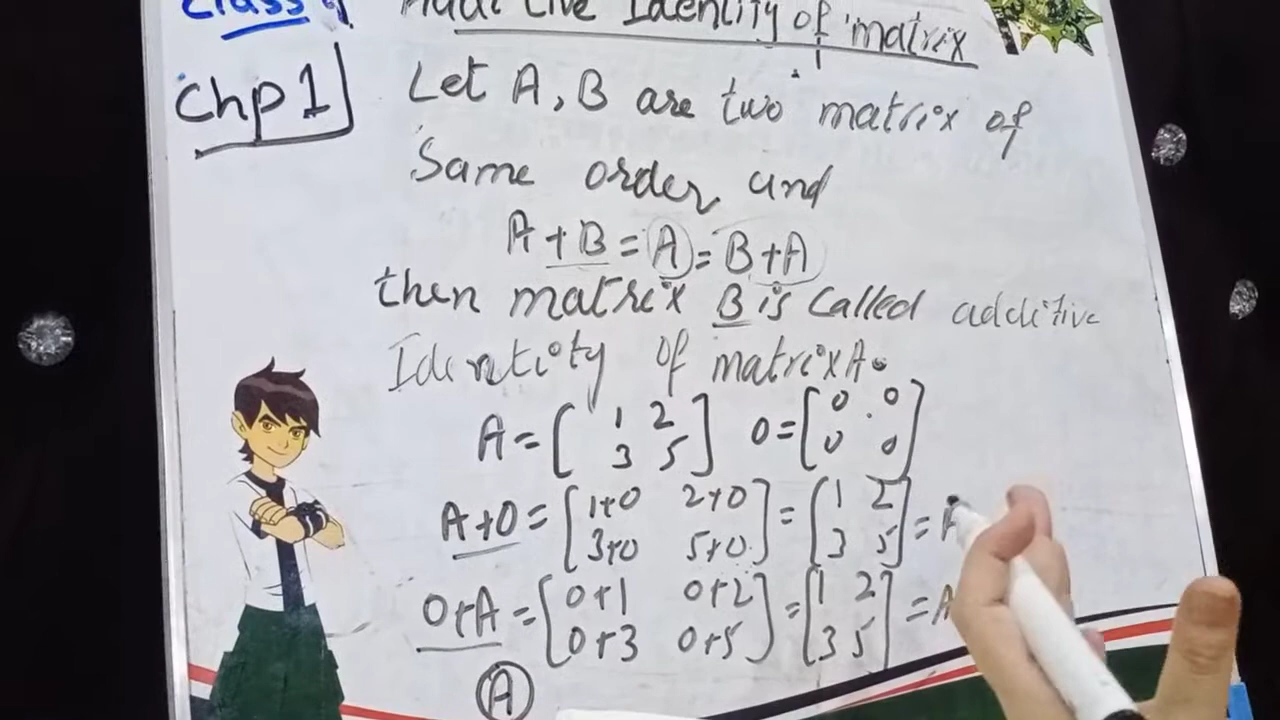 Class 9
Additive Identity of matrix
Chp 1
Let A, B are two matrix of
Same order and
A+B=A=B+A
then matrix B is called additive
Identity of matrix A.
A=[1 2 3 5] 0=[0 0 0 0]
A+0=[1+0 2+0 3+0 5+0]=[1 2 3 5]=A
0+A=[0+1 0+2 0+3 0+5]=[1 2 3 5]=A
A